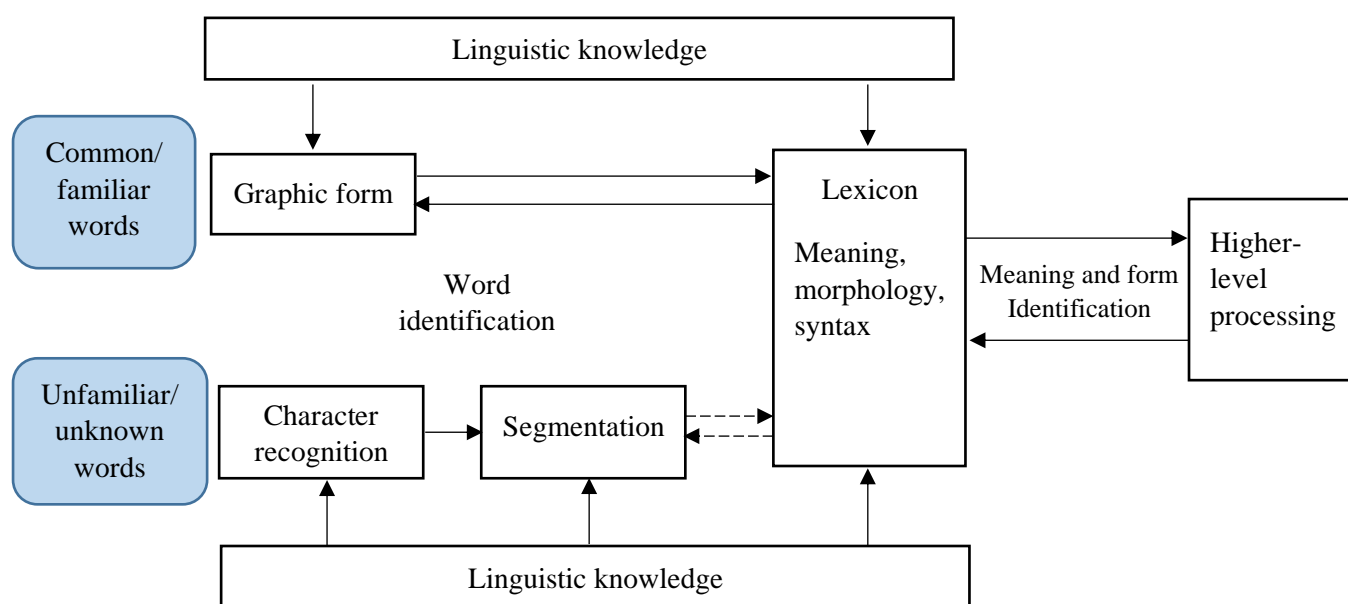 Linguistic knowledge
Common/
familiar
words
Graphic form
Lexicon
Meaning,
morphology,
syntax
Higher-
level
processing
Meaning and form
Identification
Word
identification
Unfamiliar/
unknown
words
Character
recognition
Segmentation
Linguistic knowledge